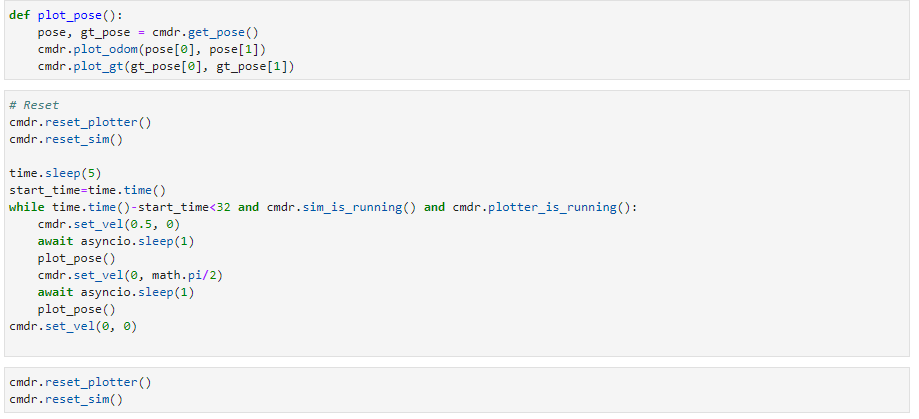 def plot_pose():
    pose, gt_pose = cmdr.get_pose()
    cmdr.plot_odom(pose[0], pose[1])
    cmdr.plot_gt(gt_pose[0], gt_pose[1])
# Reset
cmdr.reset_plotter()
cmdr.reset_sim()
time.sleep(5)
start_time=time.time()
while time.time()-start_time<32 and cmdr.sim_is_running() and cmdr.plotter_is_running():
    cmdr.set_vel(0.5, 0)
    await asyncio.sleep(1)
    plot_pose()
    cmdr.set_vel(0, math.pi/2)
    await asyncio.sleep(1)
    plot_pose()
cmdr.set_vel(0, 0)
cmdr.reset_plotter()
cmdr.reset_sim()